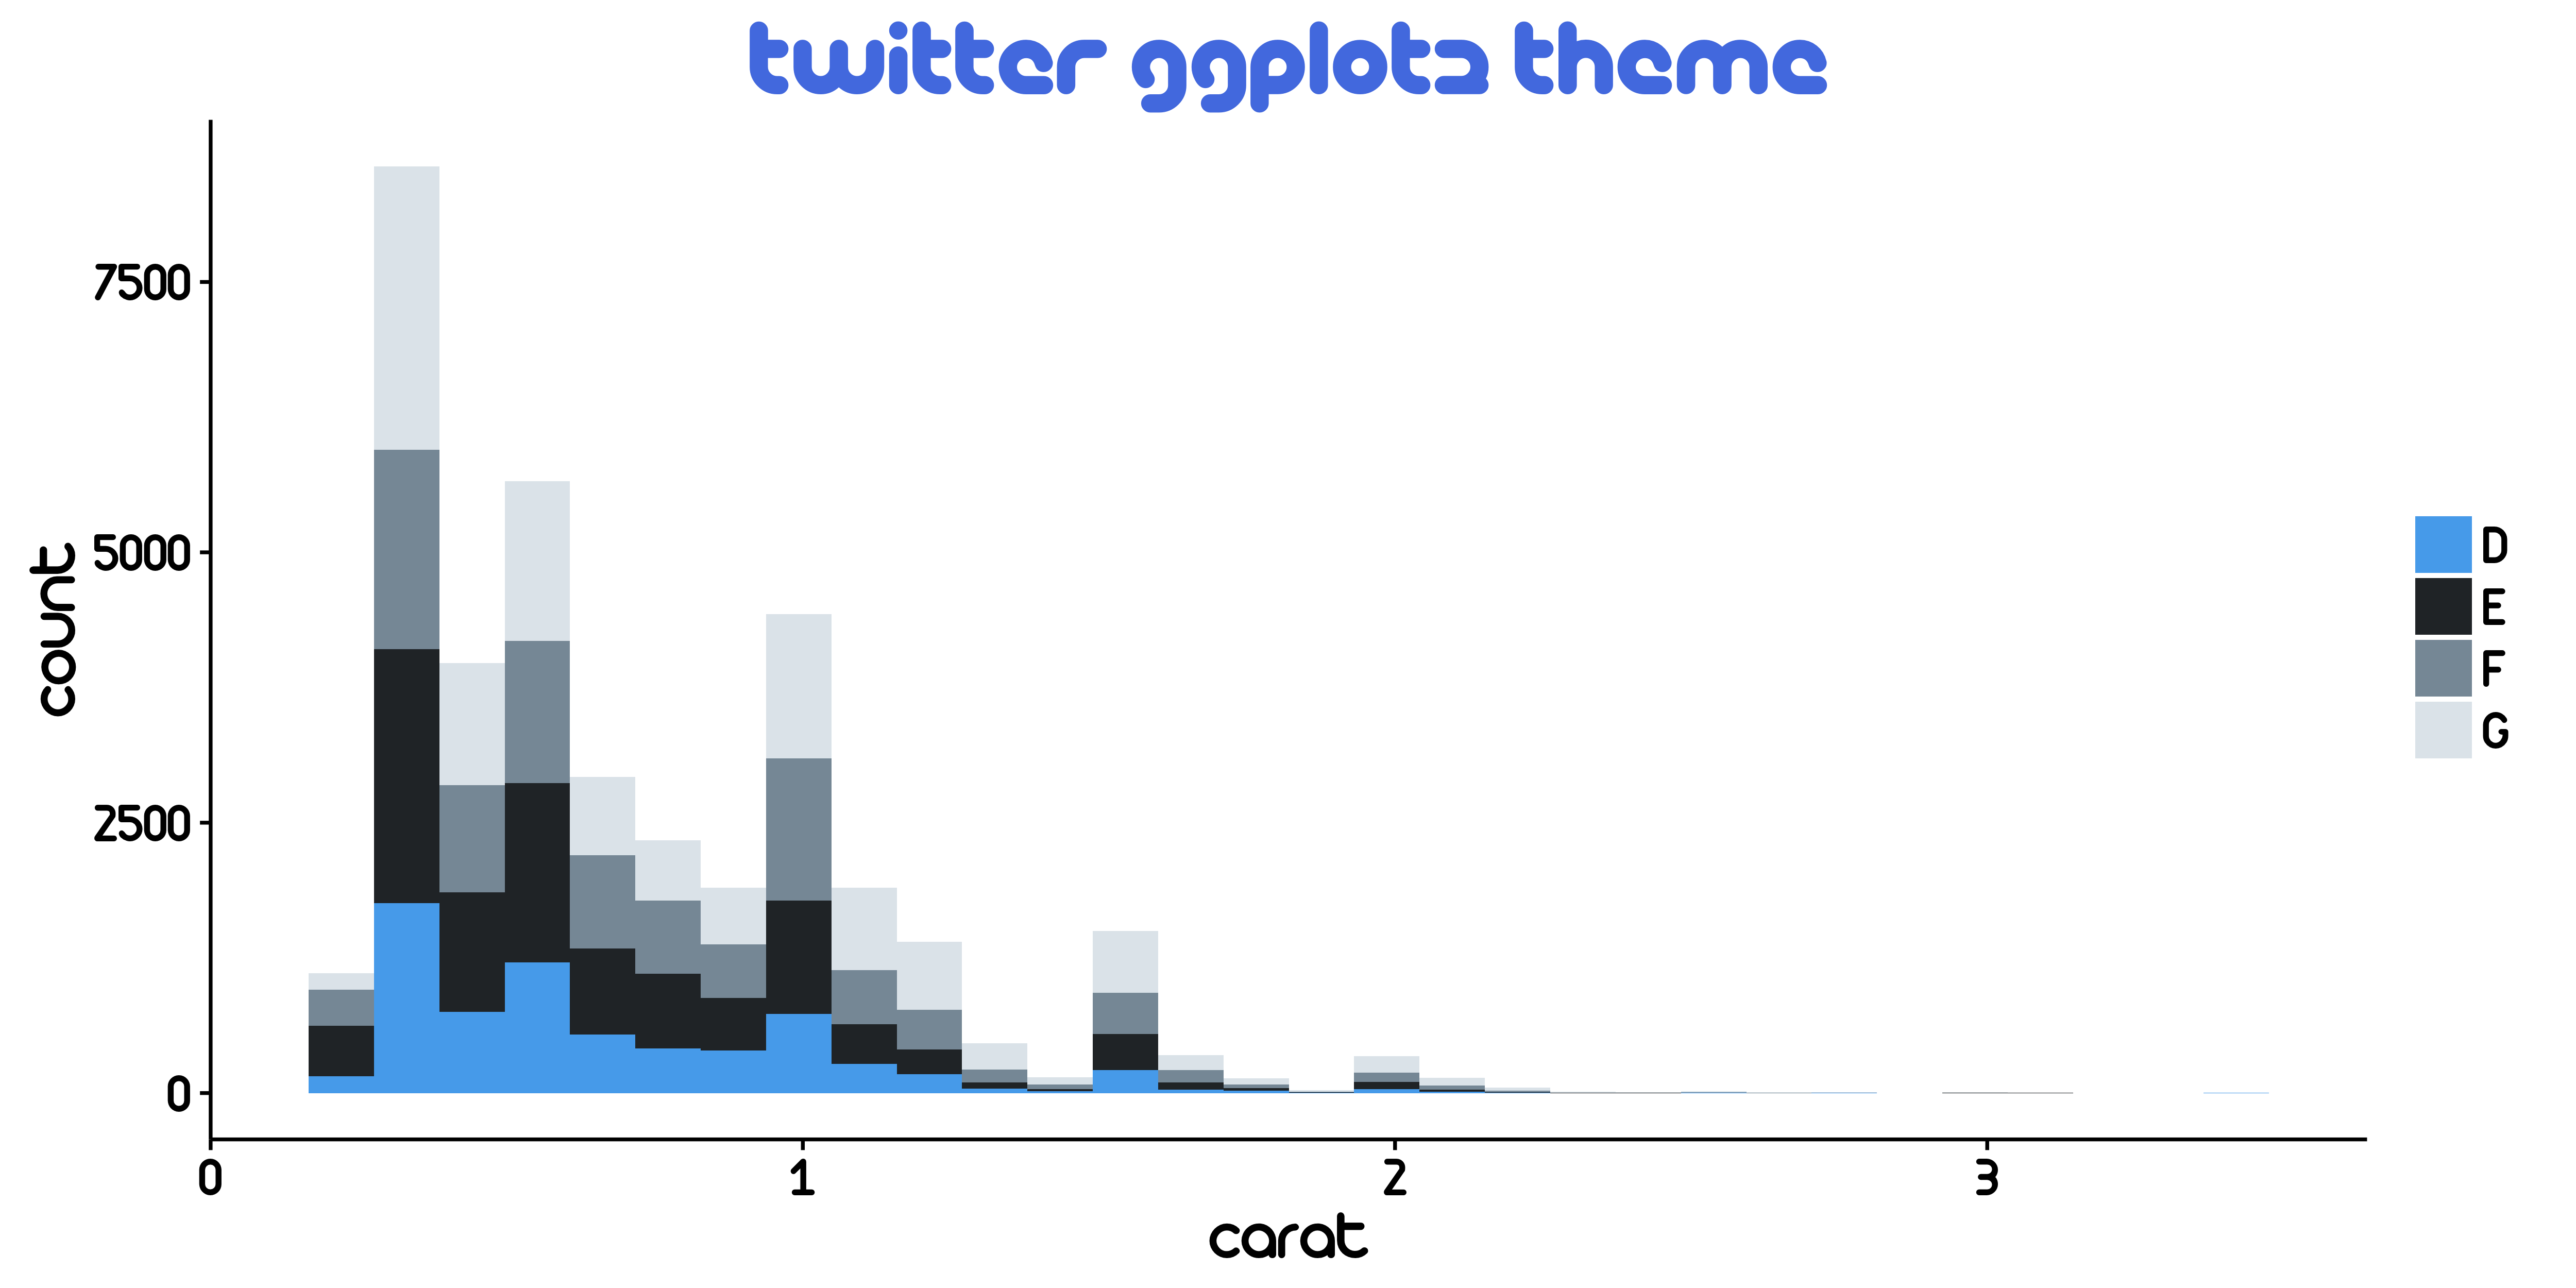 twitter ggplot2 theme
7500
5000
2500
0
count
0 1 2 3
carat
D
E
F
G